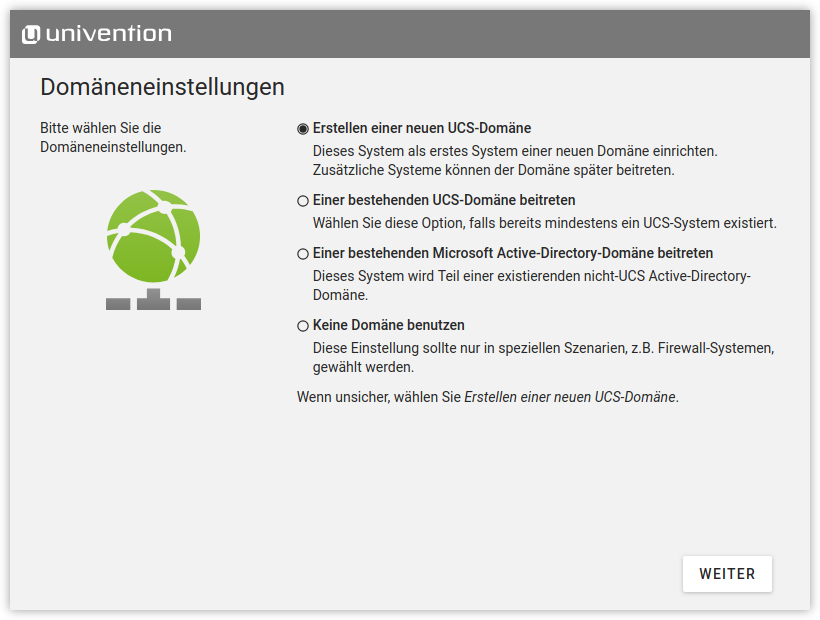 univention
Domäneneinstellungen
Bitte wählen Sie die
Domäneneinstellungen.
Erstellen einer neuen UCS-Domäne
Dieses System als erstes System einer neuen Domäne einrichten.
Zusätzliche Systeme können der Domäne später beitreten.
Einer bestehenden UCS-Domäne beitreten
Wählen Sie diese Option, falls bereits mindestens ein UCS-System existiert.
Einer bestehenden Microsoft Active-Directory-Domäne beitreten
Dieses System wird Teil einer existierenden nicht-UCS Active-Directory-
Domäne.
Keine Domäne benutzen
Diese Einstellung sollte nur in speziellen Szenarien, z.B. Firewall-Systemen,
gewählt werden.
Wenn unsicher, wählen Sie Erstellen einer neuen UCS-Domäne.
WEITER